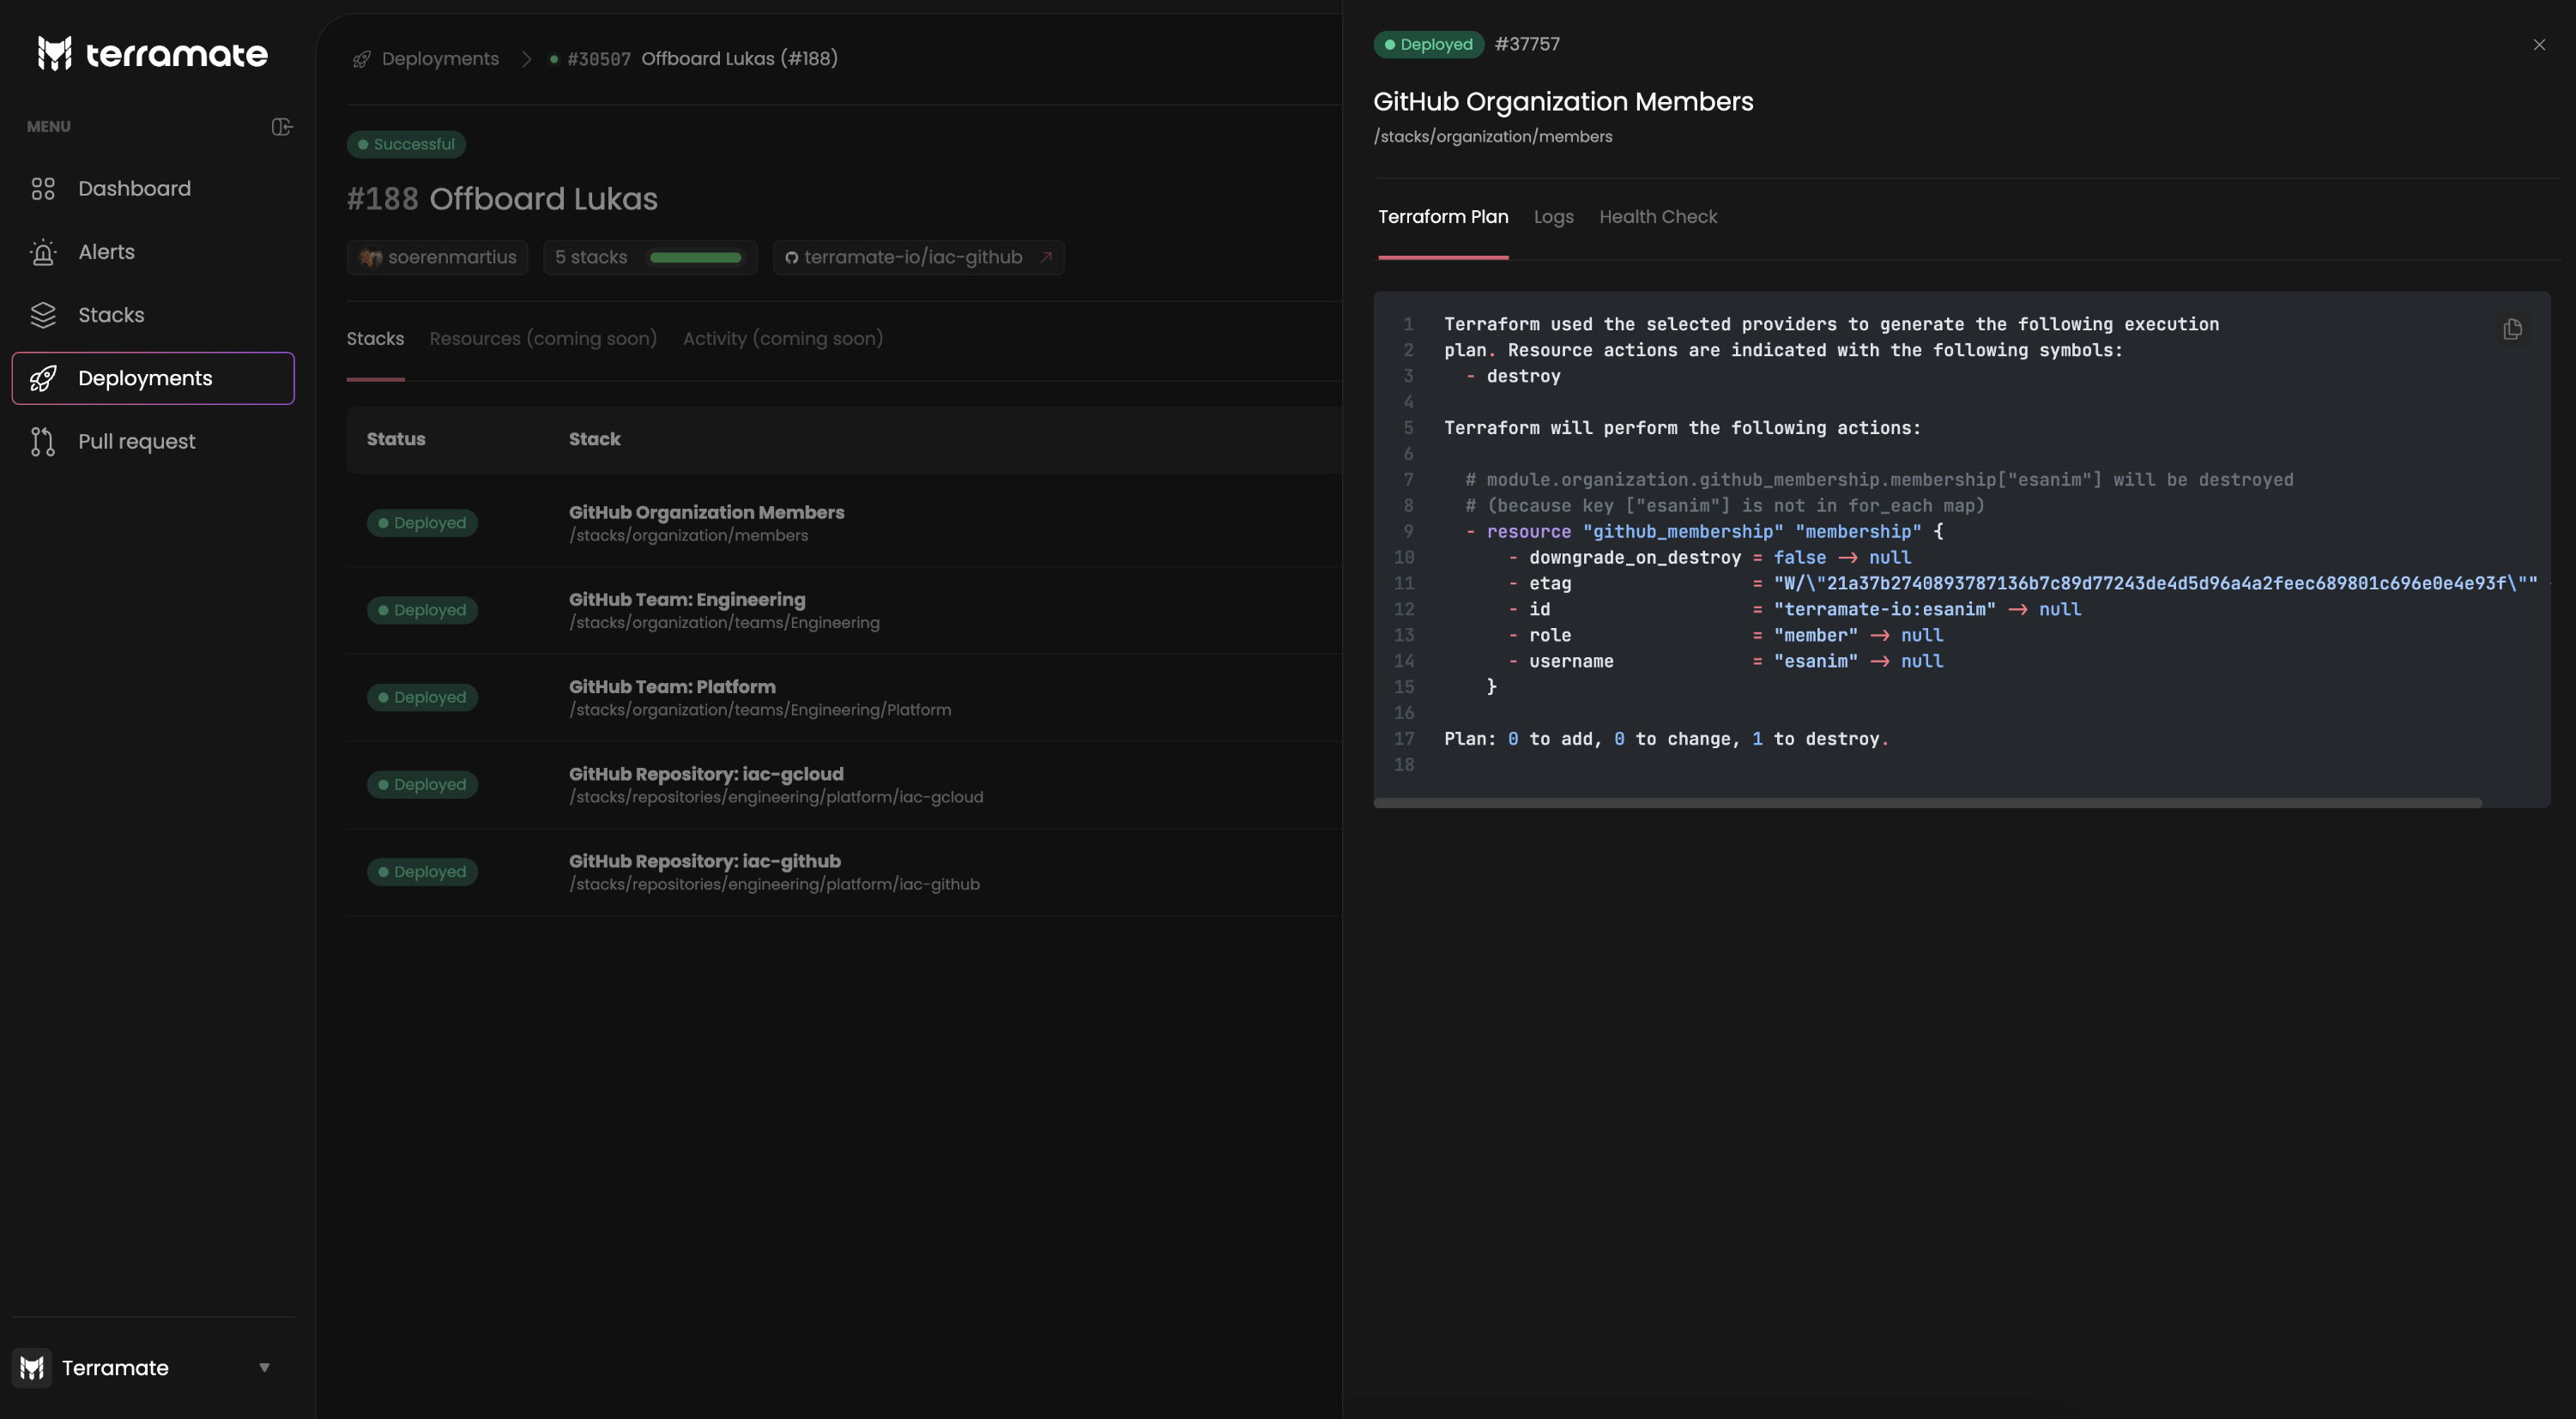 terramate
MENU
Dashboard
Alerts
Stacks
Deployments
Pull request
Terramate
Deployments
#30507 Offboard Lukas (#188)
Successful
#188 Offboard Lukas
soerenmartius
5 stacks
terramate-io/iac-github
Stacks
Resources (coming soon)
Activity (coming soon)
Status
Stack
Deployed
GitHub Organization Members
/stacks/organization/members
Deployed
GitHub Team: Engineering
/stacks/organization/teams/Engineering
Deployed
GitHub Team: Platform
/stacks/organization/teams/Engineering/Platform
Deployed
GitHub Repository: iac-gcloud
/stacks/repositories/engineering/platform/iac-gcloud
Deployed
GitHub Repository: iac-github
/stacks/repositories/engineering/platform/iac-github
Deployed #37757
GitHub Organization Members
/stacks/organization/members
Terraform Plan
Logs
Health Check
1 Terraform used the selected providers to generate the following execution
2 plan. Resource actions are indicated with the following symbols:
3 - destroy
4
5 Terraform will perform the following actions:
6
7 # module.organization.github_membership.membership["esanim"] will be destroyed
8 # (because key ["esanim"] is not in for_each map)
9 - resource "github_membership" "membership" {
10 - downgrade_on_destroy = false -> null
11 - etag = "W/\"21a37b2740893787136b7c89d77243de4d5d96a4a2feec689801c696e0e4e93f\""
12 - id = "terramate-io:esanim" -> null
13 - role = "member" -> null
14 - username = "esanim" -> null
15 }
16
17 Plan: 0 to add, 0 to change, 1 to destroy.
18